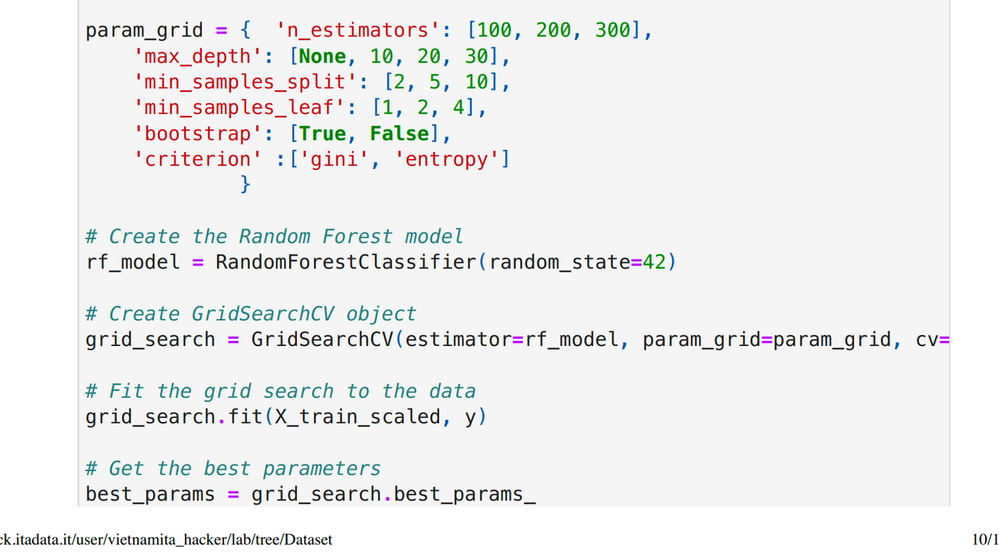 param_grid = {  'n_estimators': [100, 200, 300],
    'max_depth': [None, 10, 20, 30],
    'min_samples_split': [2, 5, 10],
    'min_samples_leaf': [1, 2, 4],
    'bootstrap': [True, False],
    'criterion' :['gini', 'entropy']
             }
# Create the Random Forest model
rf_model = RandomForestClassifier(random_state=42)
# Create GridSearchCV object
grid_search = GridSearchCV(estimator=rf_model, param_grid=param_grid, cv=
# Fit the grid search to the data
grid_search.fit(X_train_scaled, y)
# Get the best parameters
best_params = grid_search.best_params_
ck.itadata.it/user/vietnamita_hacker/lab/tree/Dataset 10/1